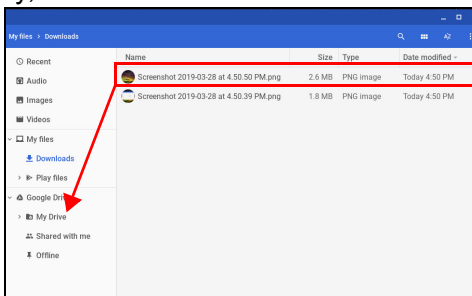 My files > Downloads
Name Size Type Date modified
Recent
Screenshot 2019-03-28 at 4.50.50 PM.png 2.6 MB PNG image Today 4:50 PM
Audio
Screenshot 2019-03-28 at 4.50.39 PM.png 1.8 MB PNG image Today 4:50 PM
Images
Videos
My files
Downloads
Play files
Google
My Drive
Shared with me
Offline